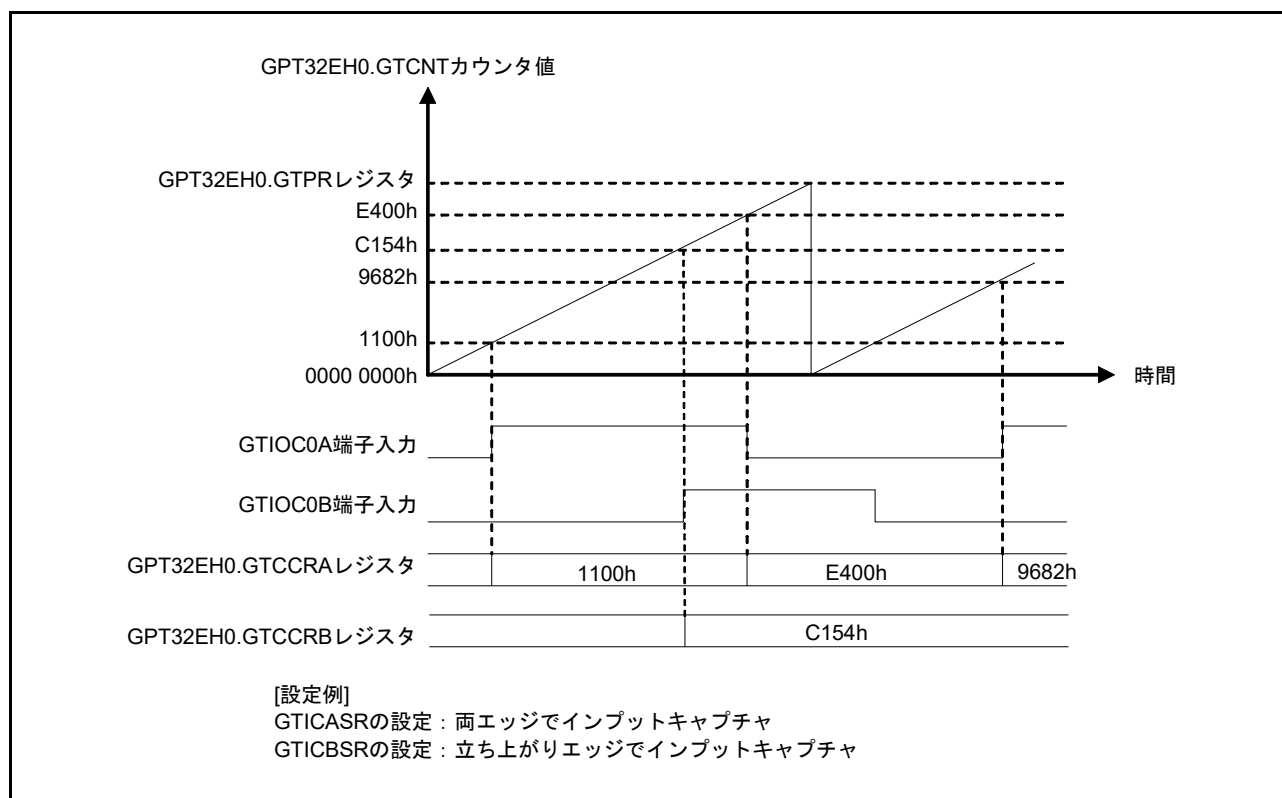 GPT32EH0.GTCNTカウンタ値
GPT32EH0.GTPRレジスタ
E400h
C154h
9682h
1100h
0000 0000h
時間
GTIOC0A端子入力
GTIOC0B端子入力
GPT32EH0.GTCCRAレジスタ
1100h
E400h
9682h
GPT32EH0.GTCCRBレジスタ
C154h
[設定例]
GTICASRの設定：両エッジでインプットキャプチャ
GTICBSRの設定：立ち上がりエッジでインプットキャプチャ